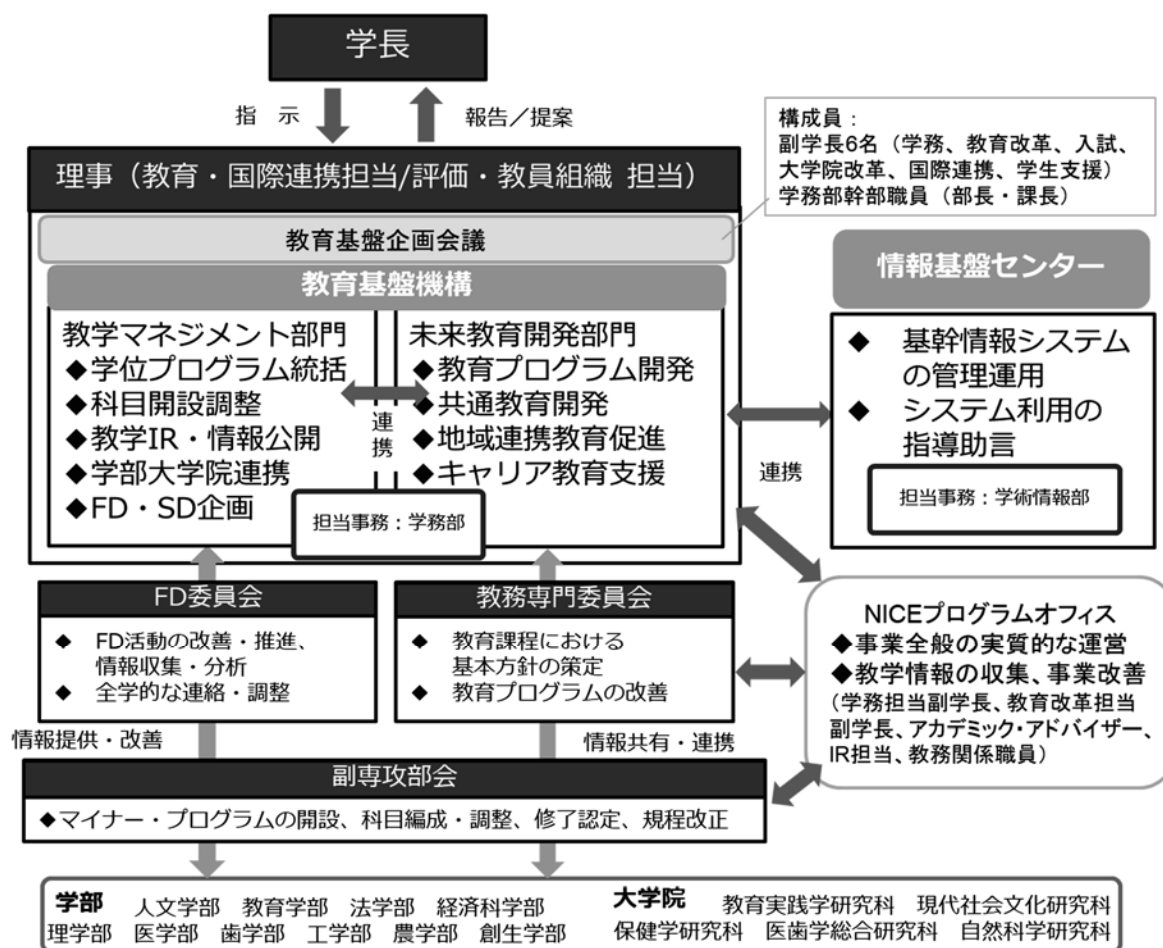 学長
指 示
報告／提案
構成員：
副学長6名（学務、教育改革、入試、
大学院改革、国際連携、学生支援）
学務部幹部職員（部長・課長）
理事（教育・国際連携担当/評価・教員組織 担当）
教育基盤企画会議
教育基盤機構
教学マネジメント部門
◆学位プログラム統括
◆科目開設調整
◆教学IR・情報公開
◆学部大学院連携
◆FD・SD企画
連携
未来教育開発部門
◆教育プログラム開発
◆共通教育開発
◆地域連携教育促進
◆キャリア教育支援
担当事務：学務部
情報基盤センター
◆ 基幹情報システム
の管理運用
◆ システム利用の
指導助言
担当事務：学術情報部
連携
FD委員会
◆ FD活動の改善・推進、
情報収集・分析
◆ 全学的な連絡・調整
教務専門委員会
◆ 教育課程における
基本方針の策定
◆ 教育プログラムの改善
NICEプログラムオフィス
◆事業全般の実質的な運営
◆教学情報の収集、事業改善
（学務担当副学長、教育改革担当
副学長、アカデミック・アドバイザー、
IR担当、教務関係職員）
情報提供・改善
情報共有・連携
副専攻部会
◆マイナー・プログラムの開設、科目編成・調整、修了認定、規程改正
学部 人文学部 教育学部 法学部 経済科学部
理学部 医学部 歯学部 工学部 農学部 創生学部
大学院 教育実践学研究科 現代社会文化研究科
保健学研究科 医歯学総合研究科 自然科学研究科